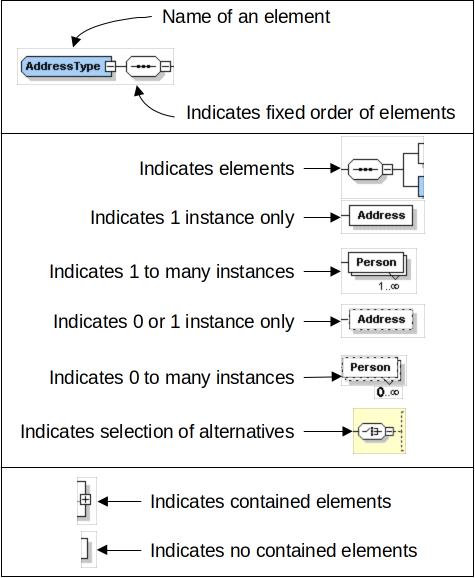 Name of an element
AddressType
Indicates fixed order of elements
Indicates elements
Indicates 1 instance only
Address
Indicates 1 to many instances
Person
1..∞
Indicates 0 or 1 instance only
Address
Indicates 0 to many instances
Person
0..∞
Indicates selection of alternatives
Indicates contained elements
Indicates no contained elements